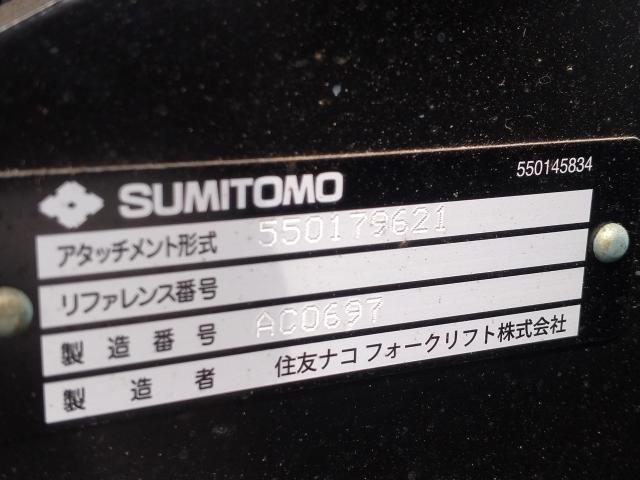 SUMITOMO
550145834
アタッチメント形式 550179621
リファレンス番号
製造番号 AC0697
製造者 住友ナコ フォークリフト株式会社